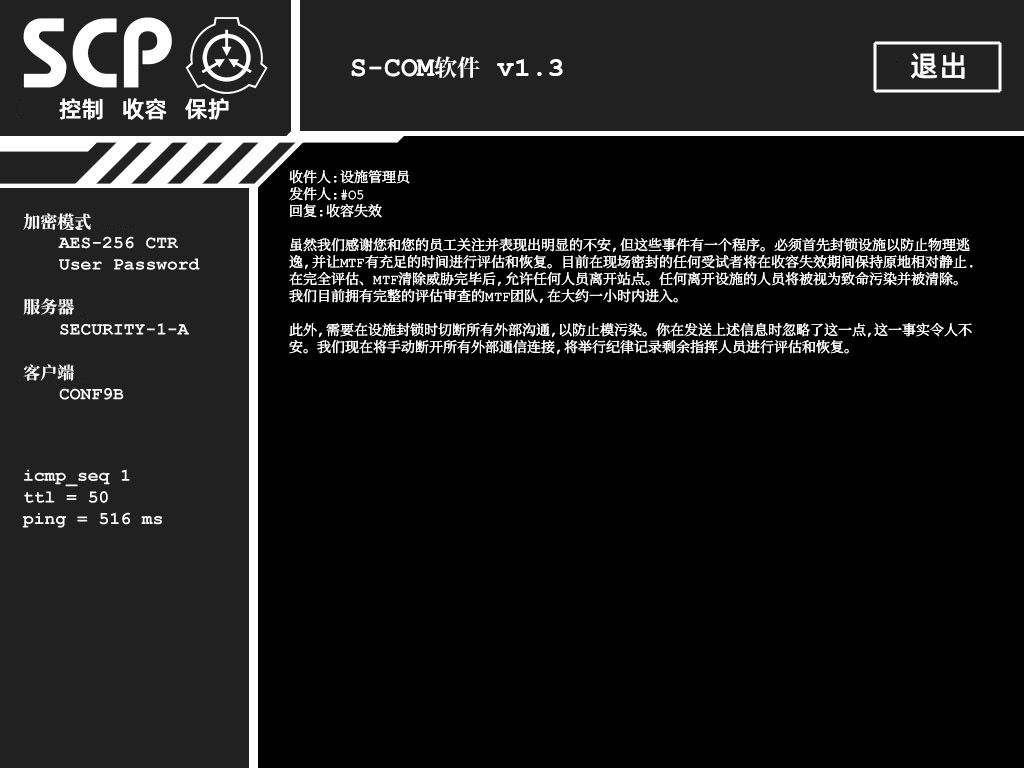 SCP
控制 收容 保护
S-COM软件 v1.3
退出
加密模式
AES-256 CTR
User Password
服务器
SECURITY-1-A
客户端
CONF9B
icmp_seq 1
ttl = 50
ping = 516 ms
收件人:设施管理员
发件人:#O5
回复:收容失效
虽然我们感谢您和您的员工关注并表现出明显的不安,但这些事件有一个程序。必须首先封锁设施以防止物理逃
逸,并让MTF有充足的时间进行评估和恢复。目前在现场密封的任何受试者将在收容失效期间保持原地相对静止.
在完全评估、MTF清除威胁完毕后,允许任何人员离开站点。任何离开设施的人员将被视为致命污染并被清除。
我们目前拥有完整的评估审查的MTF团队,在大约一小时内进入。
此外,需要在设施封锁时切断所有外部沟通,以防止模污染。你在发送上述信息时忽略了这一点,这一事实令人不
安。我们现在将手动断开所有外部通信连接,将举行纪律记录剩余指挥人员进行评估和恢复。